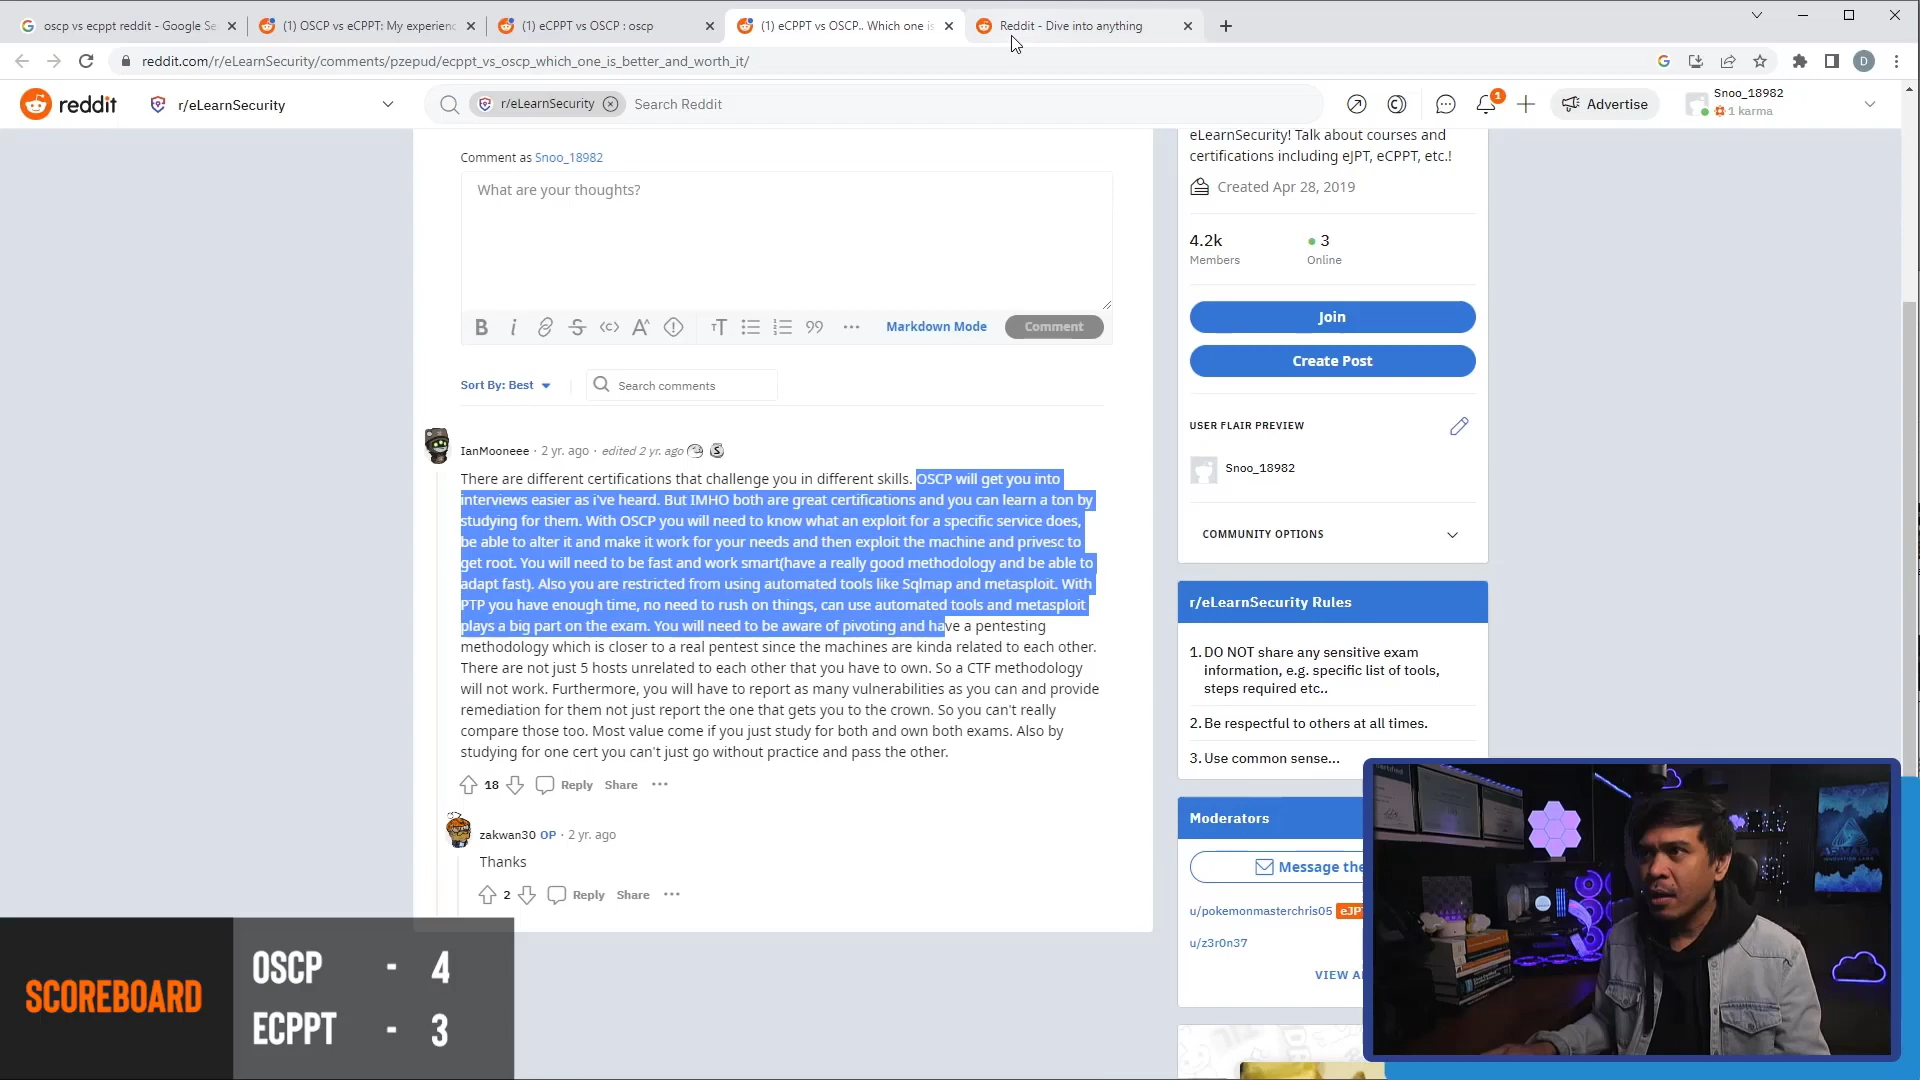 oscp vs ecppt reddit - Google Se
(1) OSCP vs eCPPT: My experienc
(1) eCPPT vs OSCP : oscp
(1) eCPPT vs OSCP.. Which one is
Reddit - Dive into anything
reddit.com/r/eLearnSecurity/comments/pzepud/ecppt_vs_oscp_which_one_is_better_and_worth_it/
D
reddit
r/eLearnSecurity
r/eLearnSecurity
Search Reddit
1
Advertise
Snoo_18982
1 karma
Comment as Snoo_18982
What are your thoughts?
Markdown Mode
Comment
Sort By: Best
Search comments
IanMooneee · 2 yr. ago · edited 2 yr. ago
There are different certifications that challenge you in different skills. OSCP will get you into
interviews easier as i've heard. But IMHO both are great certifications and you can learn a ton by
studying for them. With OSCP you will need to know what an exploit for a specific service does,
be able to alter it and make it work for your needs and then exploit the machine and privesc to
get root. You will need to be fast and work smart(have a really good methodology and be able to
adapt fast). Also you are restricted from using automated tools like Sqlmap and metasploit. With
PTP you have enough time, no need to rush on things, can use automated tools and metasploit
plays a big part on the exam. You will need to be aware of pivoting and have a pentesting
methodology which is closer to a real pentest since the machines are kinda related to each other.
There are not just 5 hosts unrelated to each other that you have to own. So a CTF methodology
will not work. Furthermore, you will have to report as many vulnerabilities as you can and provide
remediation for them not just report the one that gets you to the crown. So you can't really
compare those too. Most value come if you just study for both and own both exams. Also by
studying for one cert you can't just go without practice and pass the other.
18
Reply
Share
zakwan30 OP · 2 yr. ago
Thanks
2
Reply
Share
eLearnSecurity! Talk about courses and
certifications including eJPT, eCPPT, etc.!
Created Apr 28, 2019
4.2k
Members
3
Online
Join
Create Post
USER FLAIR PREVIEW
Snoo_18982
COMMUNITY OPTIONS
r/eLearnSecurity Rules
1. DO NOT share any sensitive exam
information, e.g. specific list of tools,
steps required etc..
2. Be respectful to others at all times.
3. Use common sense...
Moderators
Message the
u/pokemonmasterchris05 eJPT
u/z3r0n37
VIEW A
SCOREBOARD
OSCP - 4
ECPPT - 3